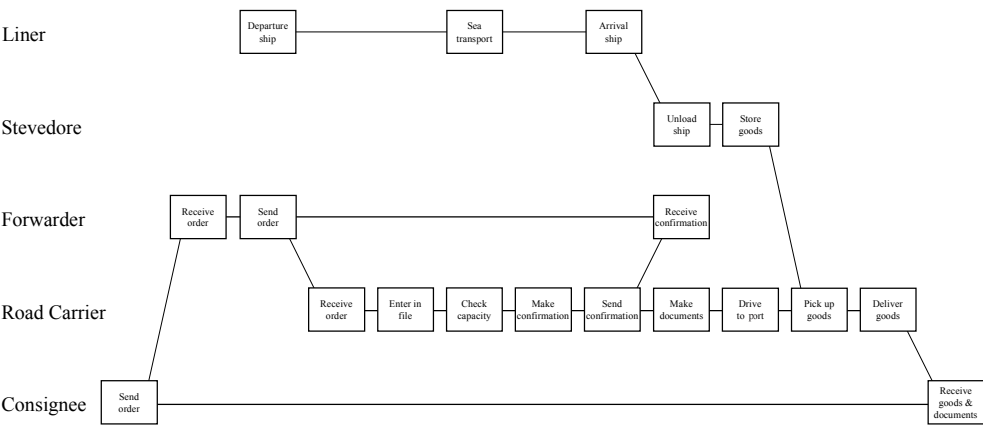 Liner
Departure
ship
Sea
transport
Arrival
ship
Stevedore
Unload
ship
Store
goods
Forwarder
Receive
order
Send
order
Receive
confirmation
Road Carrier
Receive
order
Enter in
file
Check
capacity
Make
confirmation
Send
confirmation
Make
documents
Drive
to port
Pick up
goods
Deliver
goods
Consignee
Send
order
Receive
goods &
documents